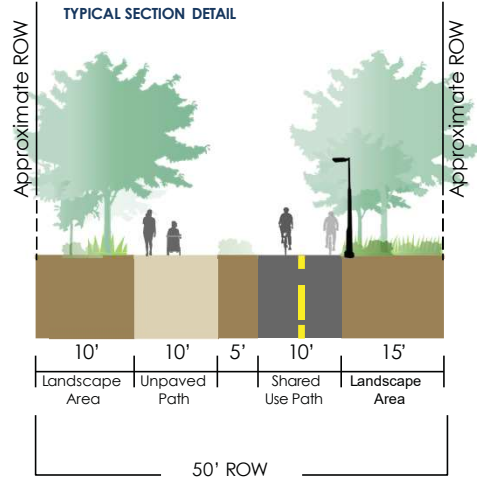 TYPICAL SECTION DETAIL
Approximate ROW
Approximate ROW
10’ 10’ 5’ 10’ 15’
Landscape Area
Unpaved Path
Shared Use Path
Landscape Area
50’ ROW